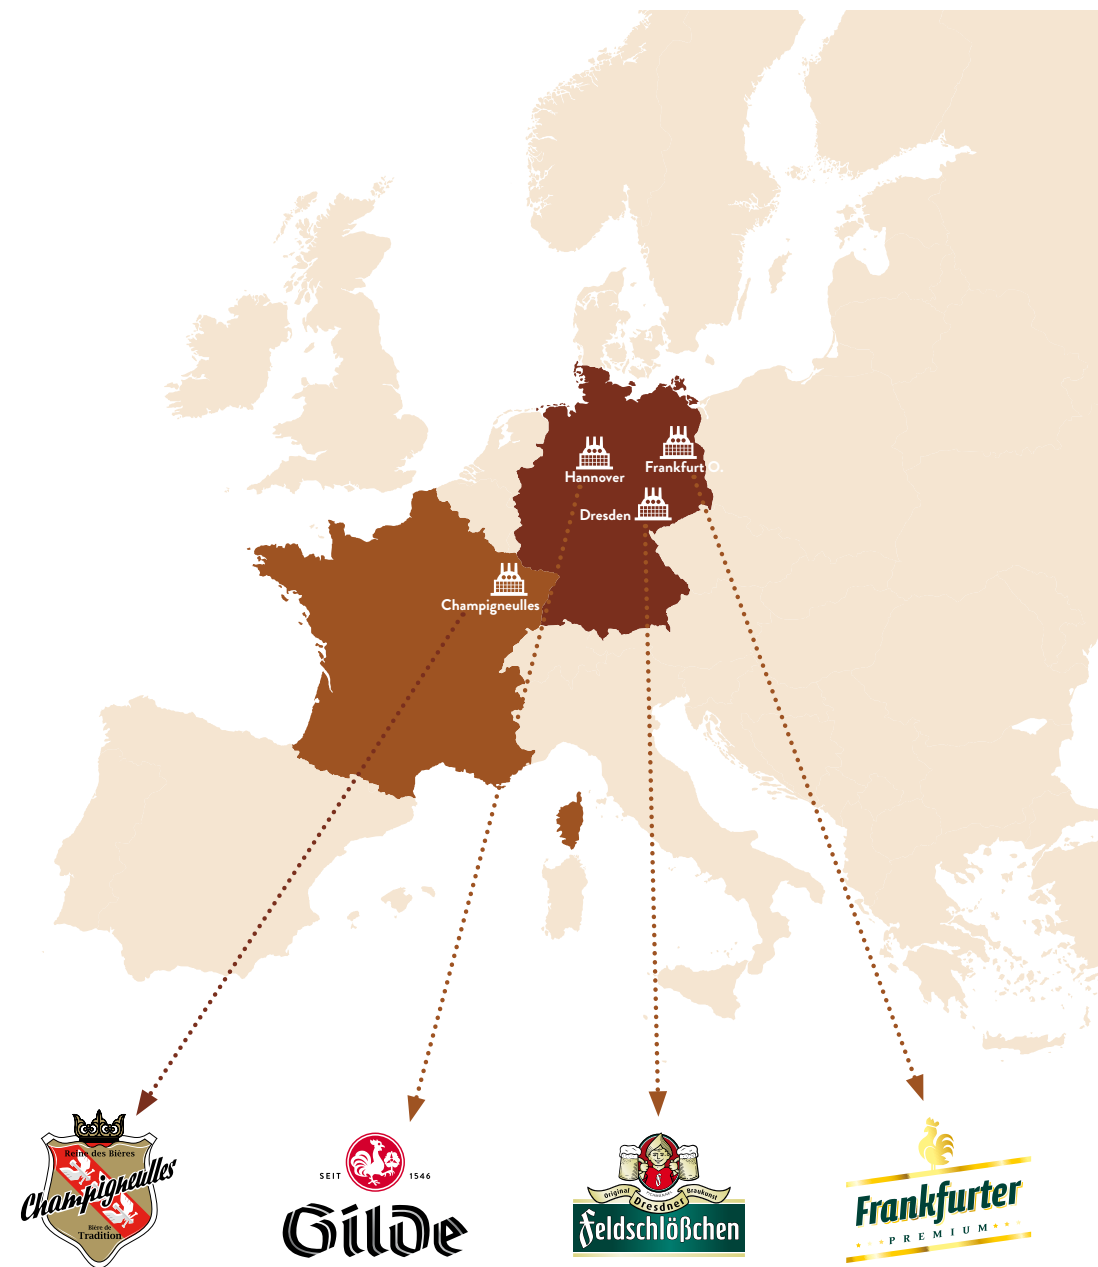 Hannover
Frankfurt O.
Dresden
Champigneulles
Reine des Bières
Champigneulles
Bière de
Tradition
SEIT 1546
Gilde
Original Dresdner Braukunst
Feldschlößchen
Frankfurter
PREMIUM